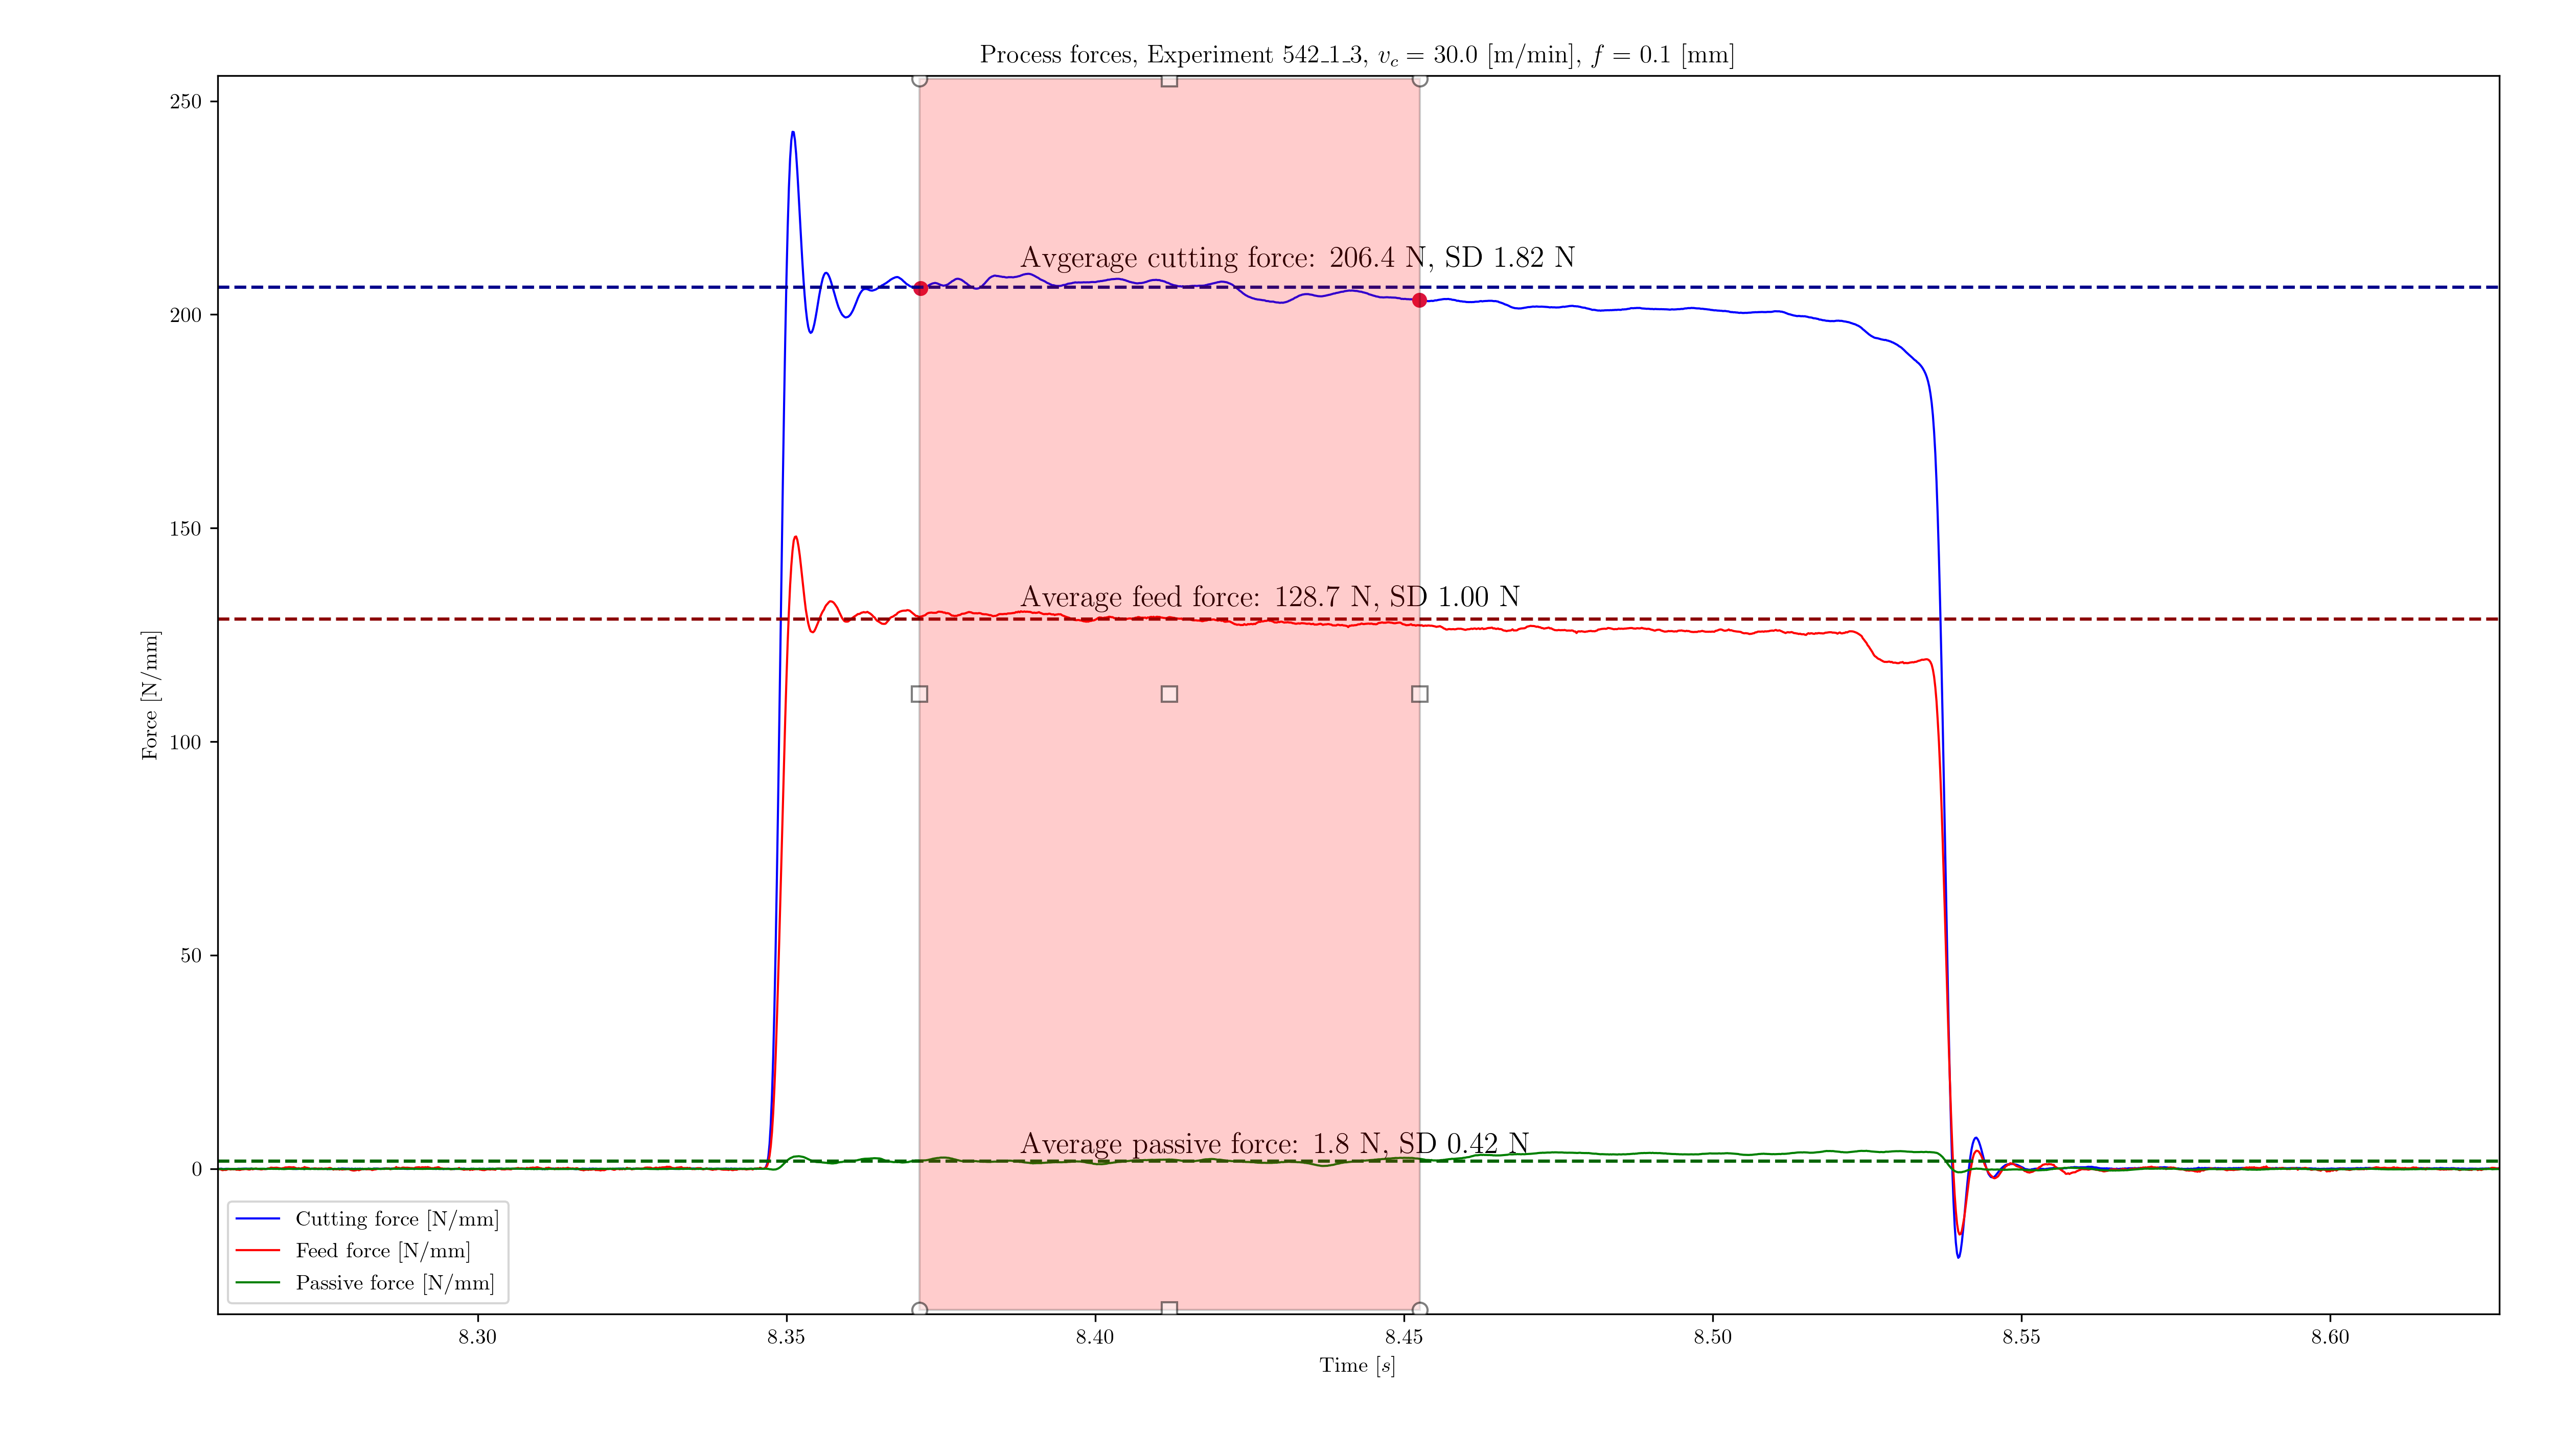 Process forces, Experiment 542_1_3, v_c = 30.0 [m/min], f = 0.1 [mm]
250
200
150
100
50
0
Force [N/mm]
Avgerage cutting force: 206.4 N, SD 1.82 N
Average feed force: 128.7 N, SD 1.00 N
Average passive force: 1.8 N, SD 0.42 N
Cutting force [N/mm]
Feed force [N/mm]
Passive force [N/mm]
8.30 8.35 8.40 8.45 8.50 8.55 8.60
Time [s]